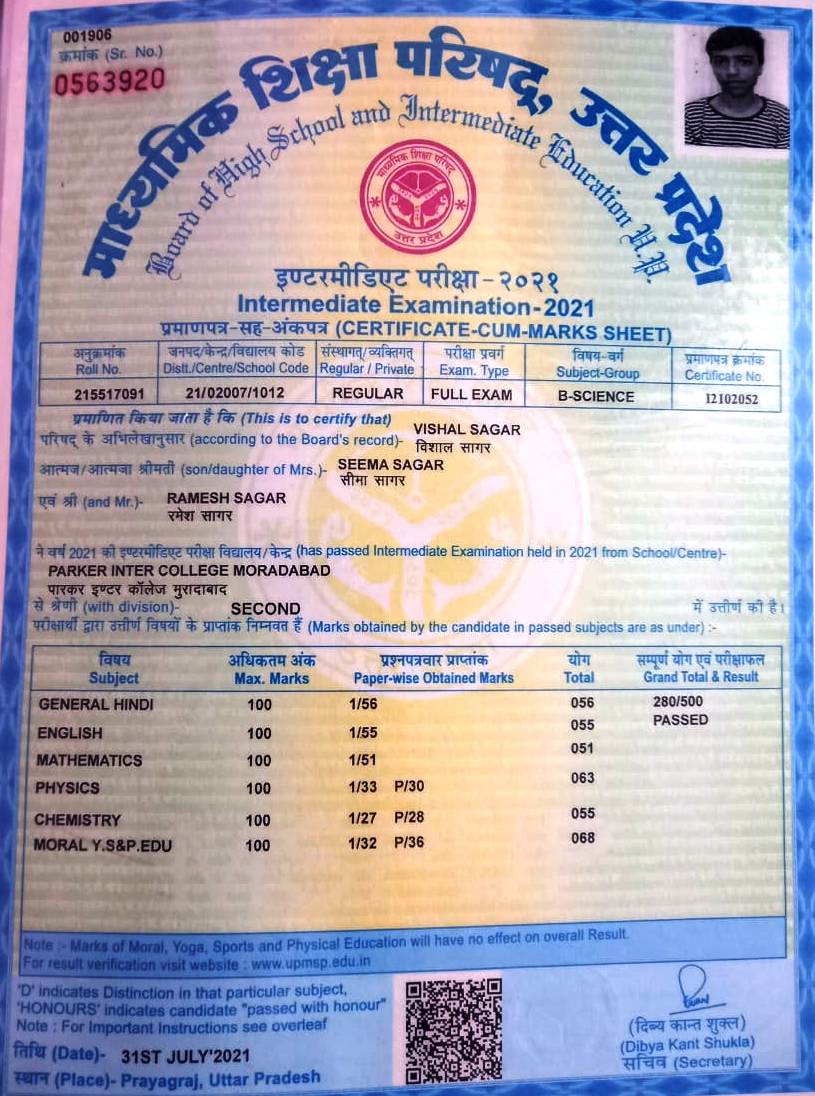 001906
क्रमांक (Sr. No.)
0563920
माध्यमिक शिक्षा परिषद्, उत्तर प्रदेश
Board of High School and Intermediate Education U.P.
माध्यमिक शिक्षा परिषद्
उत्तर प्रदेश
इण्टरमीडिएट परीक्षा - २०२१
Intermediate Examination-2021
प्रमाणपत्र-सह-अंकपत्र (CERTIFICATE-CUM-MARKS SHEET)
अनुक्रमांक जनपद/केन्द्र/विद्यालय कोड संस्थागत/व्यक्तिगत परीक्षा प्रवर्ग विषय-वर्ग प्रमाणपत्र क्रमांक
Roll No. Distt./Centre/School Code Regular / Private Exam. Type Subject-Group Certificate No.
215517091 21/02007/1012 REGULAR FULL EXAM B-SCIENCE 12102052
प्रमाणित किया जाता है कि (This is to certify that)
परिषद के अभिलेखानुसार (according to the Board's record)- VISHAL SAGAR
विशाल सागर
आत्मज/आत्मजा श्रीमती (son/daughter of Mrs.)- SEEMA SAGAR
सीमा सागर
एवं श्री (and Mr.)- RAMESH SAGAR
रमेश सागर
ने वर्ष 2021 की इण्टरमीडिएट परीक्षा विद्यालय/केन्द्र (has passed Intermediate Examination held in 2021 from School/Centre)-
PARKER INTER COLLEGE MORADABAD
पारकर इण्टर कॉलेज मुरादाबाद
से श्रेणी (with division)- SECOND में उत्तीर्ण की है।
परीक्षार्थी द्वारा उत्तीर्ण विषयों के प्राप्तांक निम्नवत हैं (Marks obtained by the candidate in passed subjects are as under) :-
विषय अधिकतम अंक प्रश्नपत्रवार प्राप्तांक योग सम्पूर्ण योग एवं परीक्षाफल
Subject Max. Marks Paper-wise Obtained Marks Total Grand Total & Result
GENERAL HINDI 100 1/56 056 280/500
ENGLISH 100 1/55 055 PASSED
MATHEMATICS 100 1/51 051
PHYSICS 100 1/33 P/30 063
CHEMISTRY 100 1/27 P/28 055
MORAL Y.S&P.EDU 100 1/32 P/36 068
Note :- Marks of Moral, Yoga, Sports and Physical Education will have no effect on overall Result.
For result verification visit website : www.upmsp.edu.in
'D' indicates Distinction in that particular subject,
'HONOURS' indicates candidate "passed with honour"
Note : For Important Instructions see overleaf
तिथि (Date)- 31ST JULY'2021
स्थान (Place)- Prayagraj, Uttar Pradesh
(दिब्य कान्त शुक्ल)
(Dibya Kant Shukla)
सचिव (Secretary)